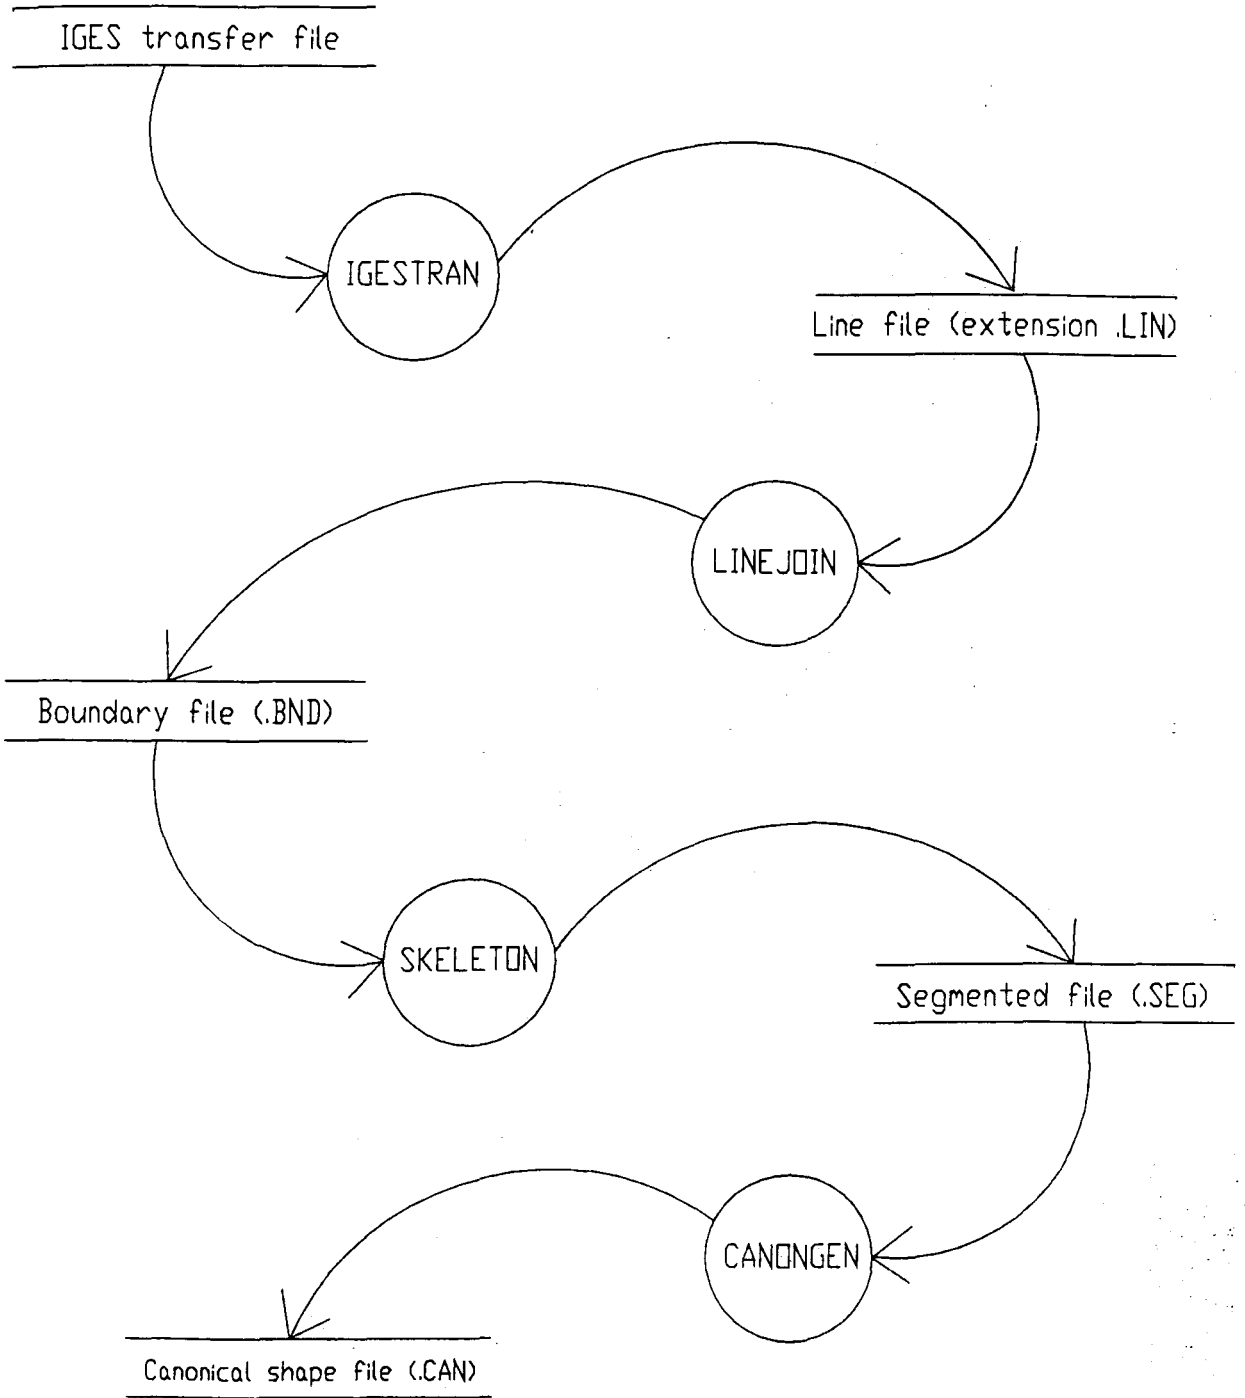 IGES transfer file
IGESTRAN
Line file (extension .LIN)
LINEJOIN
Boundary file (.BND)
SKELETON
Segmented file (.SEG)
CANONGEN
Canonical shape file (.CAN)